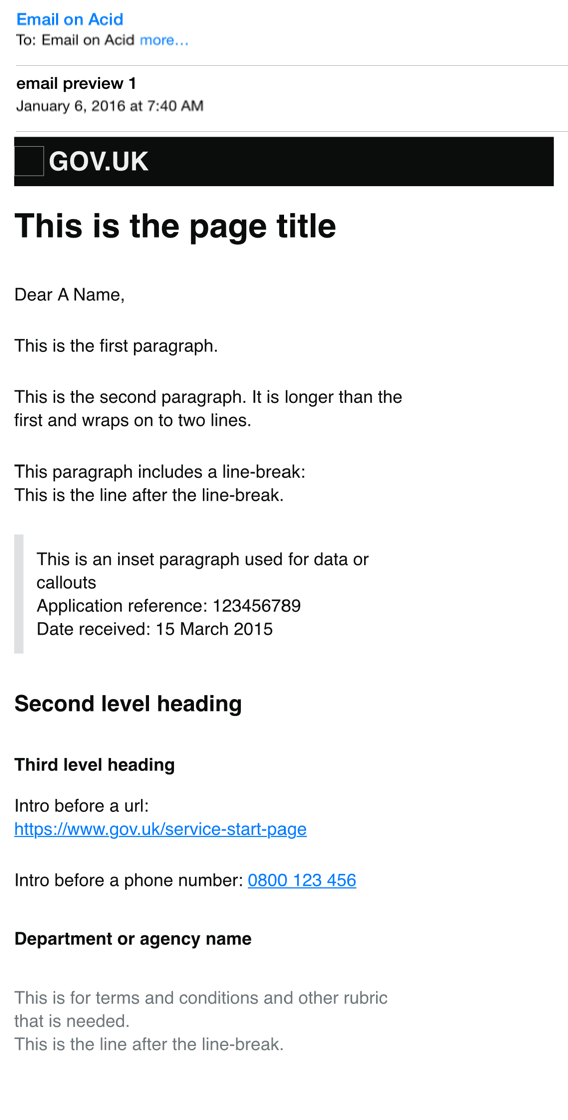 Email on Acid
To: Email on Acid more...
email preview 1
January 6, 2016 at 7:40 AM
GOV.UK
This is the page title
Dear A Name,
This is the first paragraph.
This is the second paragraph. It is longer than the
first and wraps on to two lines.
This paragraph includes a line-break:
This is the line after the line-break.
This is an inset paragraph used for data or
callouts
Application reference: 123456789
Date received: 15 March 2015
Second level heading
Third level heading
Intro before a url:
https://www.gov.uk/service-start-page
Intro before a phone number: 0800 123 456
Department or agency name
This is for terms and conditions and other rubric
that is needed.
This is the line after the line-break.